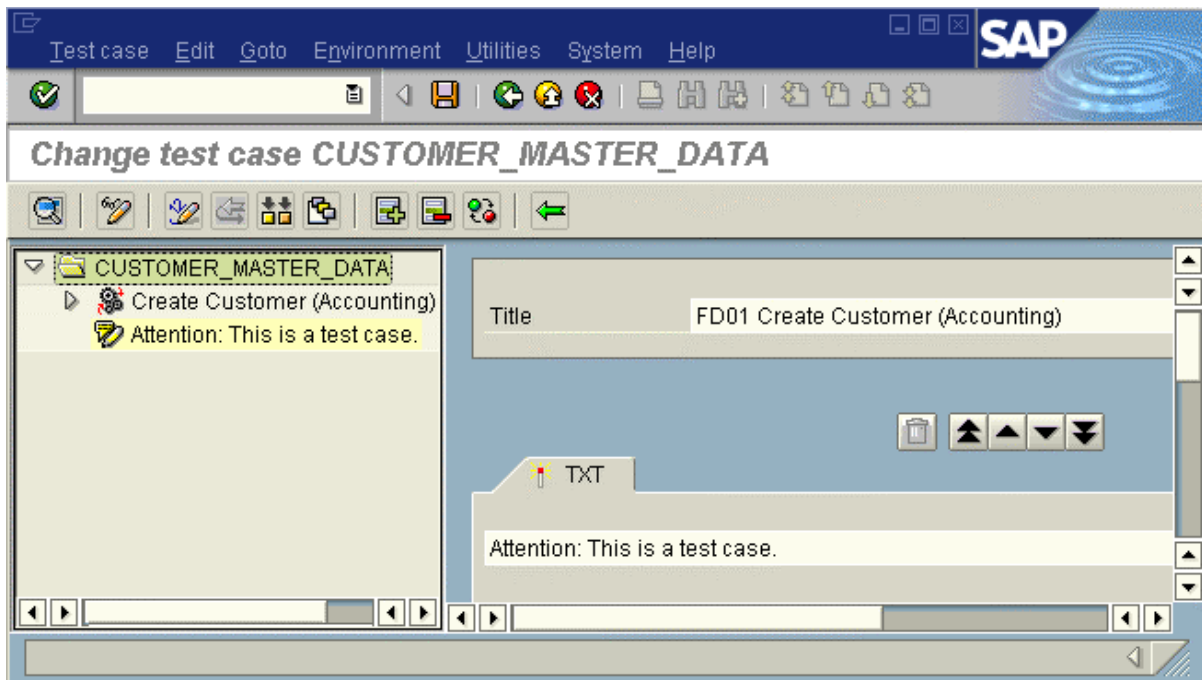 Test case Edit Goto Environment Utilities System Help
SAP
Change test case CUSTOMER_MASTER_DATA
CUSTOMER_MASTER_DATA
Create Customer (Accounting)
Attention: This is a test case.
Title FD01 Create Customer (Accounting)
TXT
Attention: This is a test case.